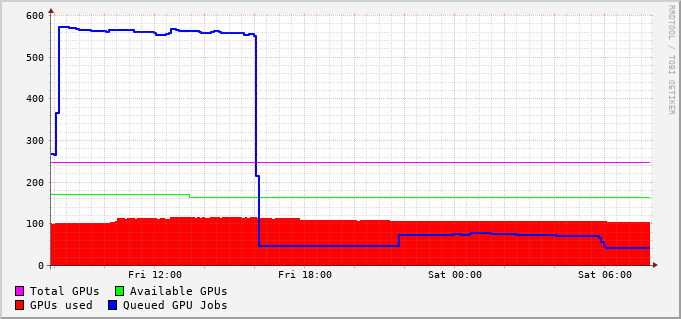 600
500
400
300
200
100
0
Fri 12:00 Fri 18:00 Sat 00:00 Sat 06:00
Total GPUs Available GPUs
GPUs used Queued GPU Jobs
RRDTOOL / TOBI OETIKER